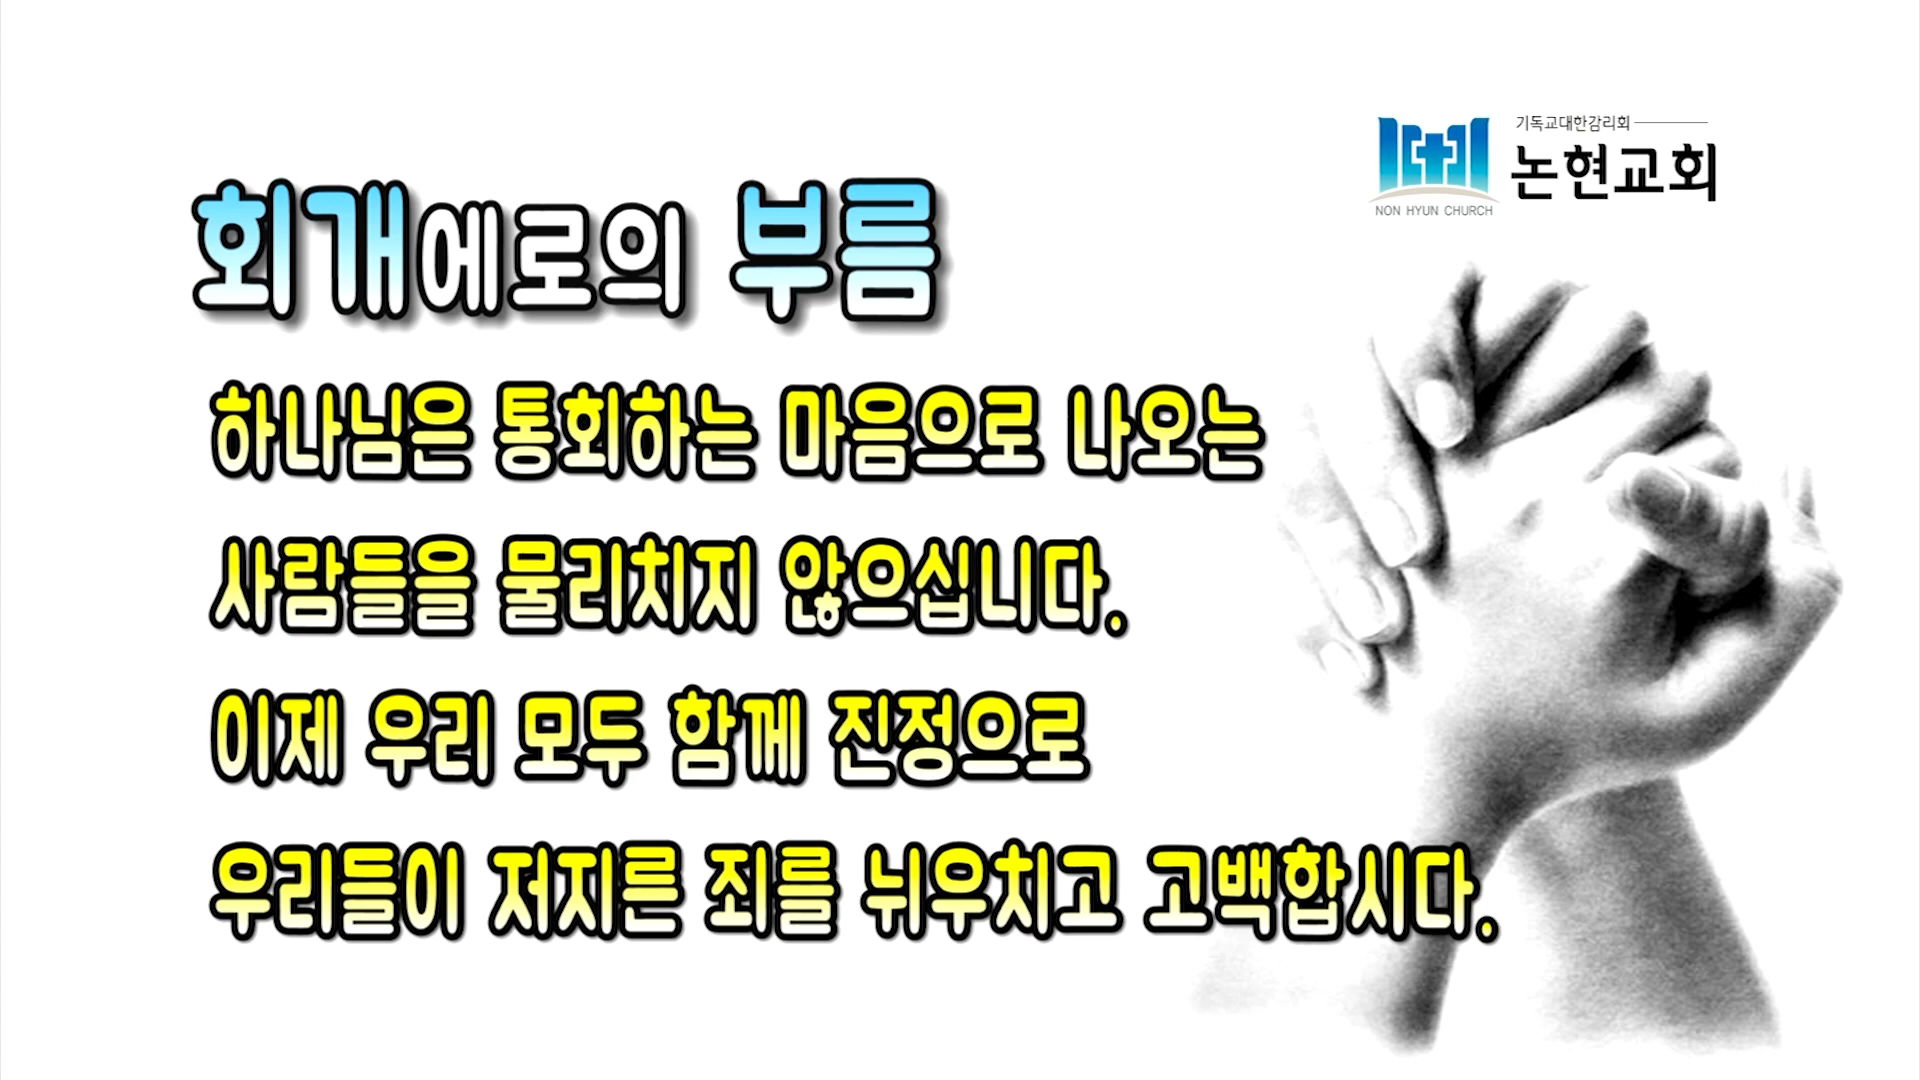 기독교대한감리회
논현교회
NON HYUN CHURCH
회개에로의 부름
하나님은 통회하는 마음으로 나오는
사람들을 물리치지 않으십니다.
이제 우리 모두 함께 진정으로
우리들이 저지른 죄를 뉘우치고 고백합시다.